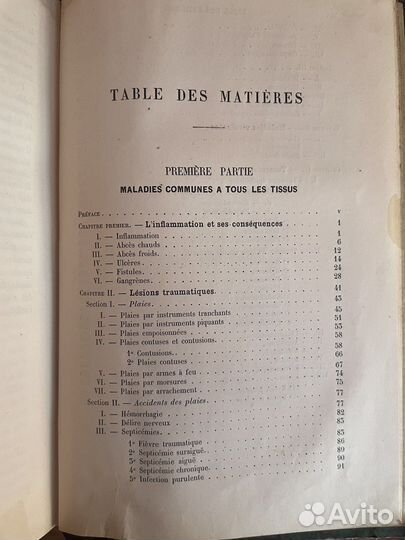 TABLE DES MATIÈRES
PREMIÈRE PARTIE
MALADIES COMMUNES A TOUS LES TISSUS
PRÉFACE v
CHAPITRE PREMIER. — L'inflammation et ses conséquences 1
I. — Inflammation 1
II. — Abcès chauds 6
III. — Abcès froids. 12
IV. — Ulcères 14
V. — Fistules 24
VI. — Gangrènes 28
CHAPITRE II. — Lésions traumatiques. 41
Section I. — Plaies. 43
I. — Plaies par instruments tranchants 45
II. — Plaies par instruments piquants 51
III. — Plaies empoisonnées 53
IV. — Plaies contuses et contusions. 58
1° Contusions. 58
2° Plaies contuses 66
V. — Plaies par armes à feu 67
VI. — Plaies par morsures 74
VII. — Plaies par arrachement 75
Section II. — Accidents des plaies. 77
I. — Hémorrhagie 77
II. — Délire nerveux 82
III. — Septicémies 83
1° Fièvre traumatique 85
2° Septicémie suraiguë 86
3° Septicémie aiguë 89
4° Septicémie chronique. 90
5° Infection purulente 91
Avito